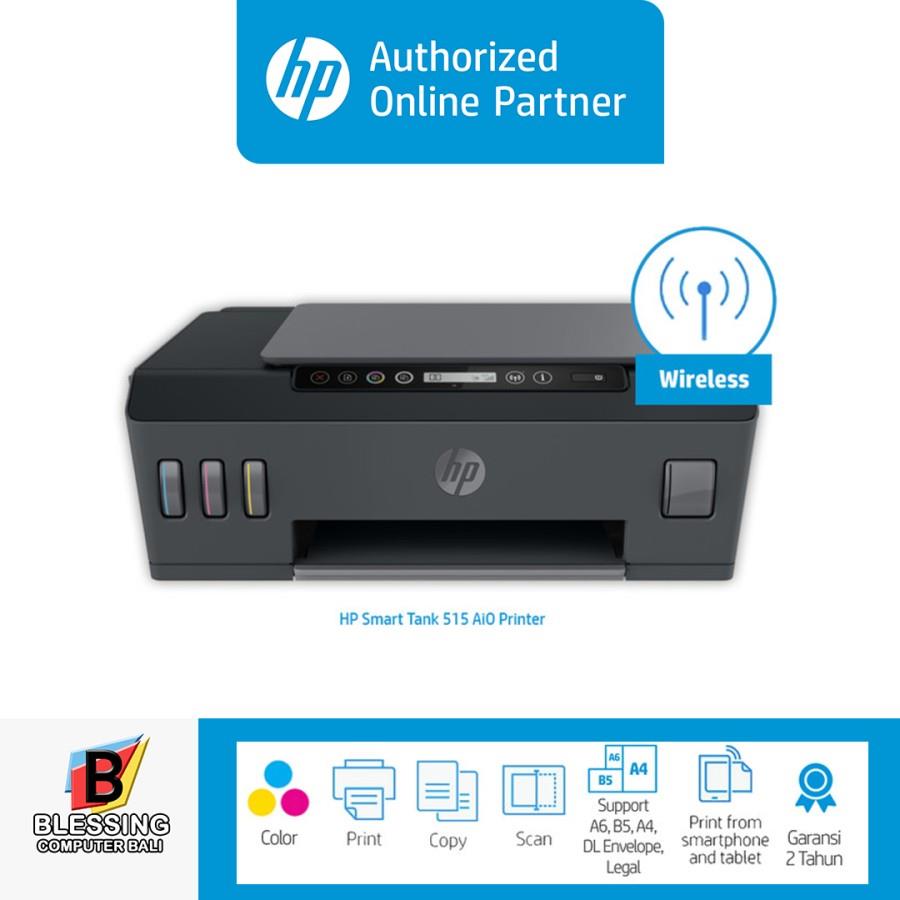 hp
Authorized
Online Partner
Wireless
hp
HP Smart Tank 515 AiO Printer
B
BLESSING
COMPUTER BALI
Color
Print
Copy
Scan
A6
B5
A4
Support
A6, B5, A4,
DL Envelope,
Legal
Print from
smartphone
and tablet
Garansi
2 Tahun